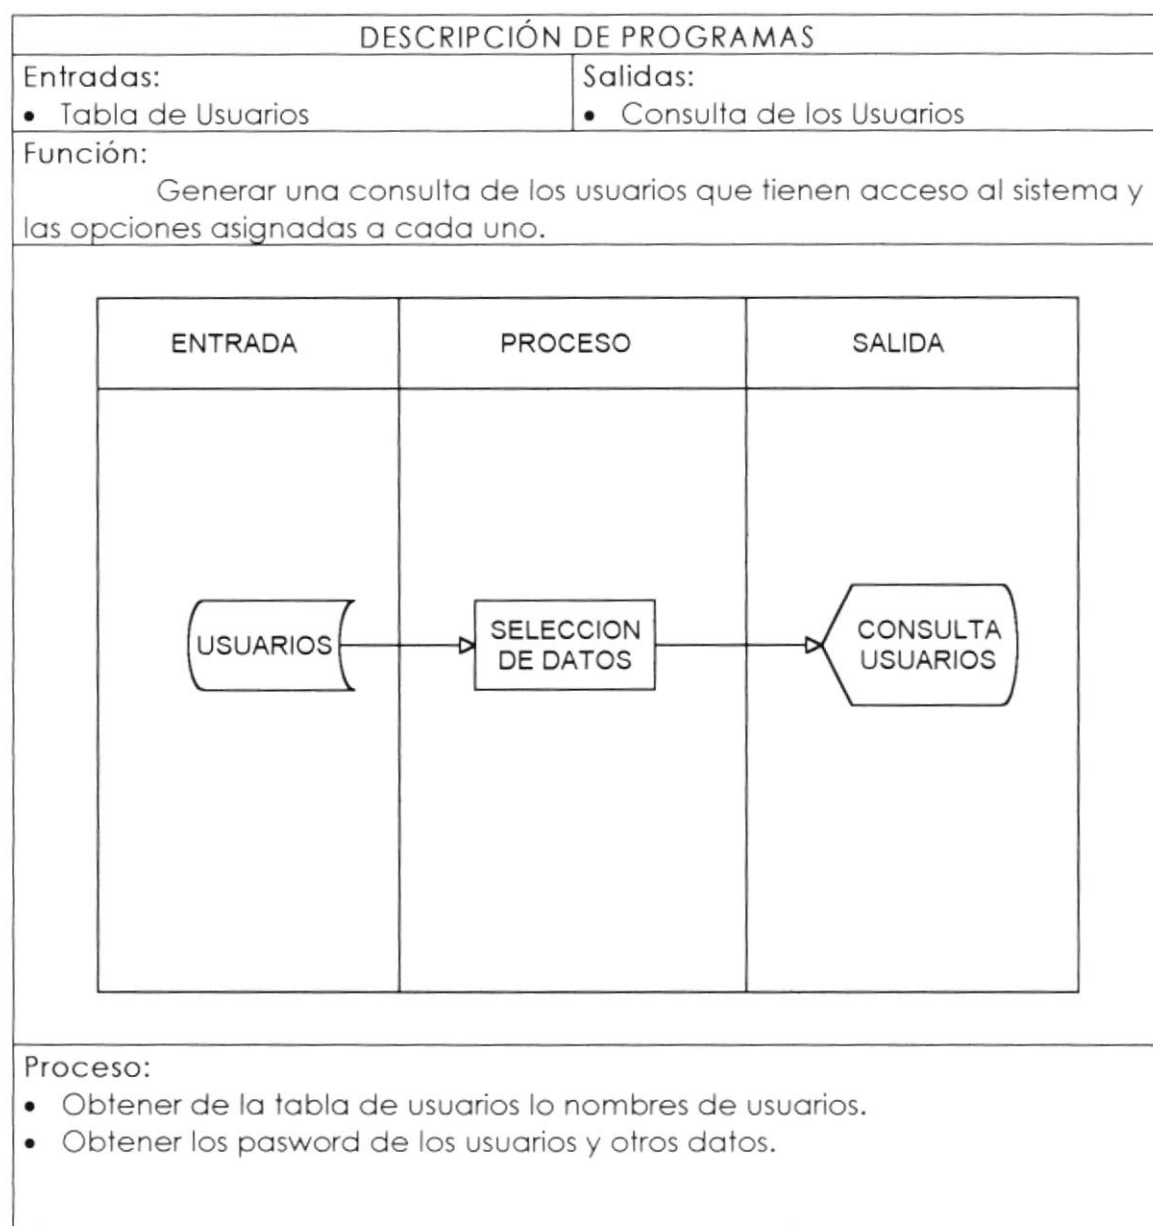 DESCRIPCIÓN DE PROGRAMAS
Entradas:
• Tabla de Usuarios
Salidas:
• Consulta de los Usuarios
Función:
Generar una consulta de los usuarios que tienen acceso al sistema y
las opciones asignadas a cada uno.
ENTRADA
PROCESO
SALIDA
USUARIOS
SELECCION
DE DATOS
CONSULTA
USUARIOS
Proceso:
• Obtener de la tabla de usuarios lo nombres de usuarios.
• Obtener los pasword de los usuarios y otros datos.